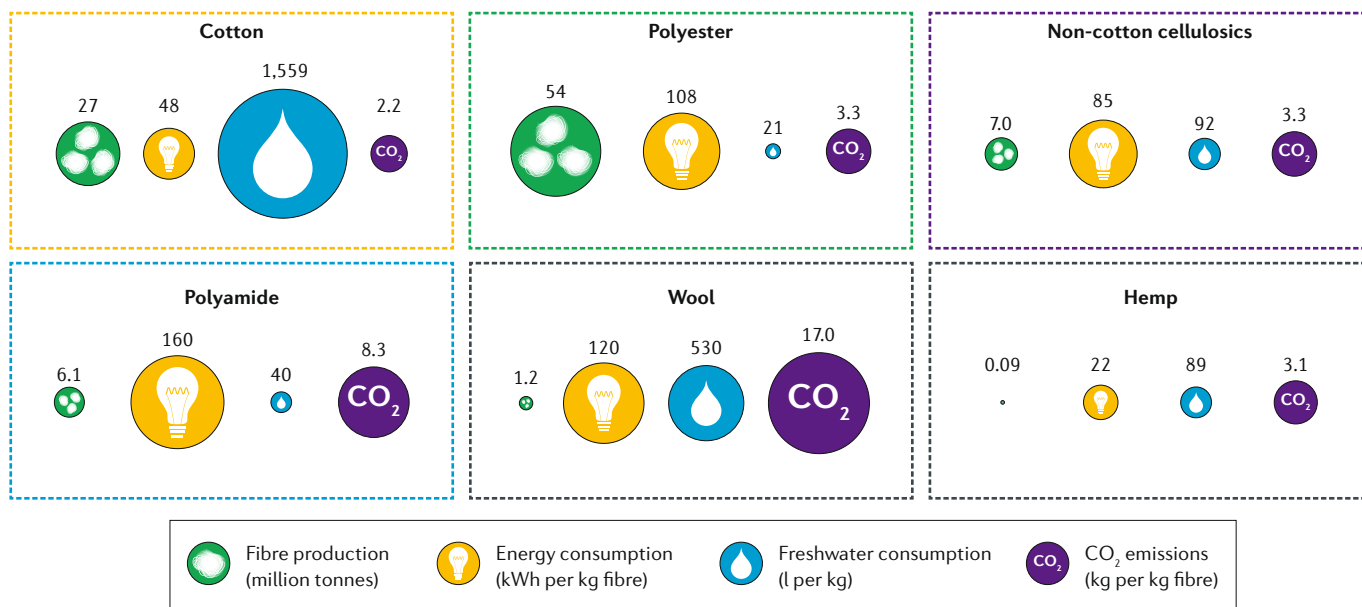 Cotton
27
48
1,559
2.2
CO₂
Polyester
54
108
21
3.3
CO₂
Non-cotton cellulosics
7.0
85
92
3.3
CO₂
Polyamide
6.1
160
40
8.3
CO₂
Wool
1.2
120
530
17.0
CO₂
Hemp
0.09
22
89
3.1
CO₂
Fibre production
(million tonnes)
Energy consumption
(kWh per kg fibre)
Freshwater consumption
(l per kg)
CO₂
CO₂ emissions
(kg per kg fibre)